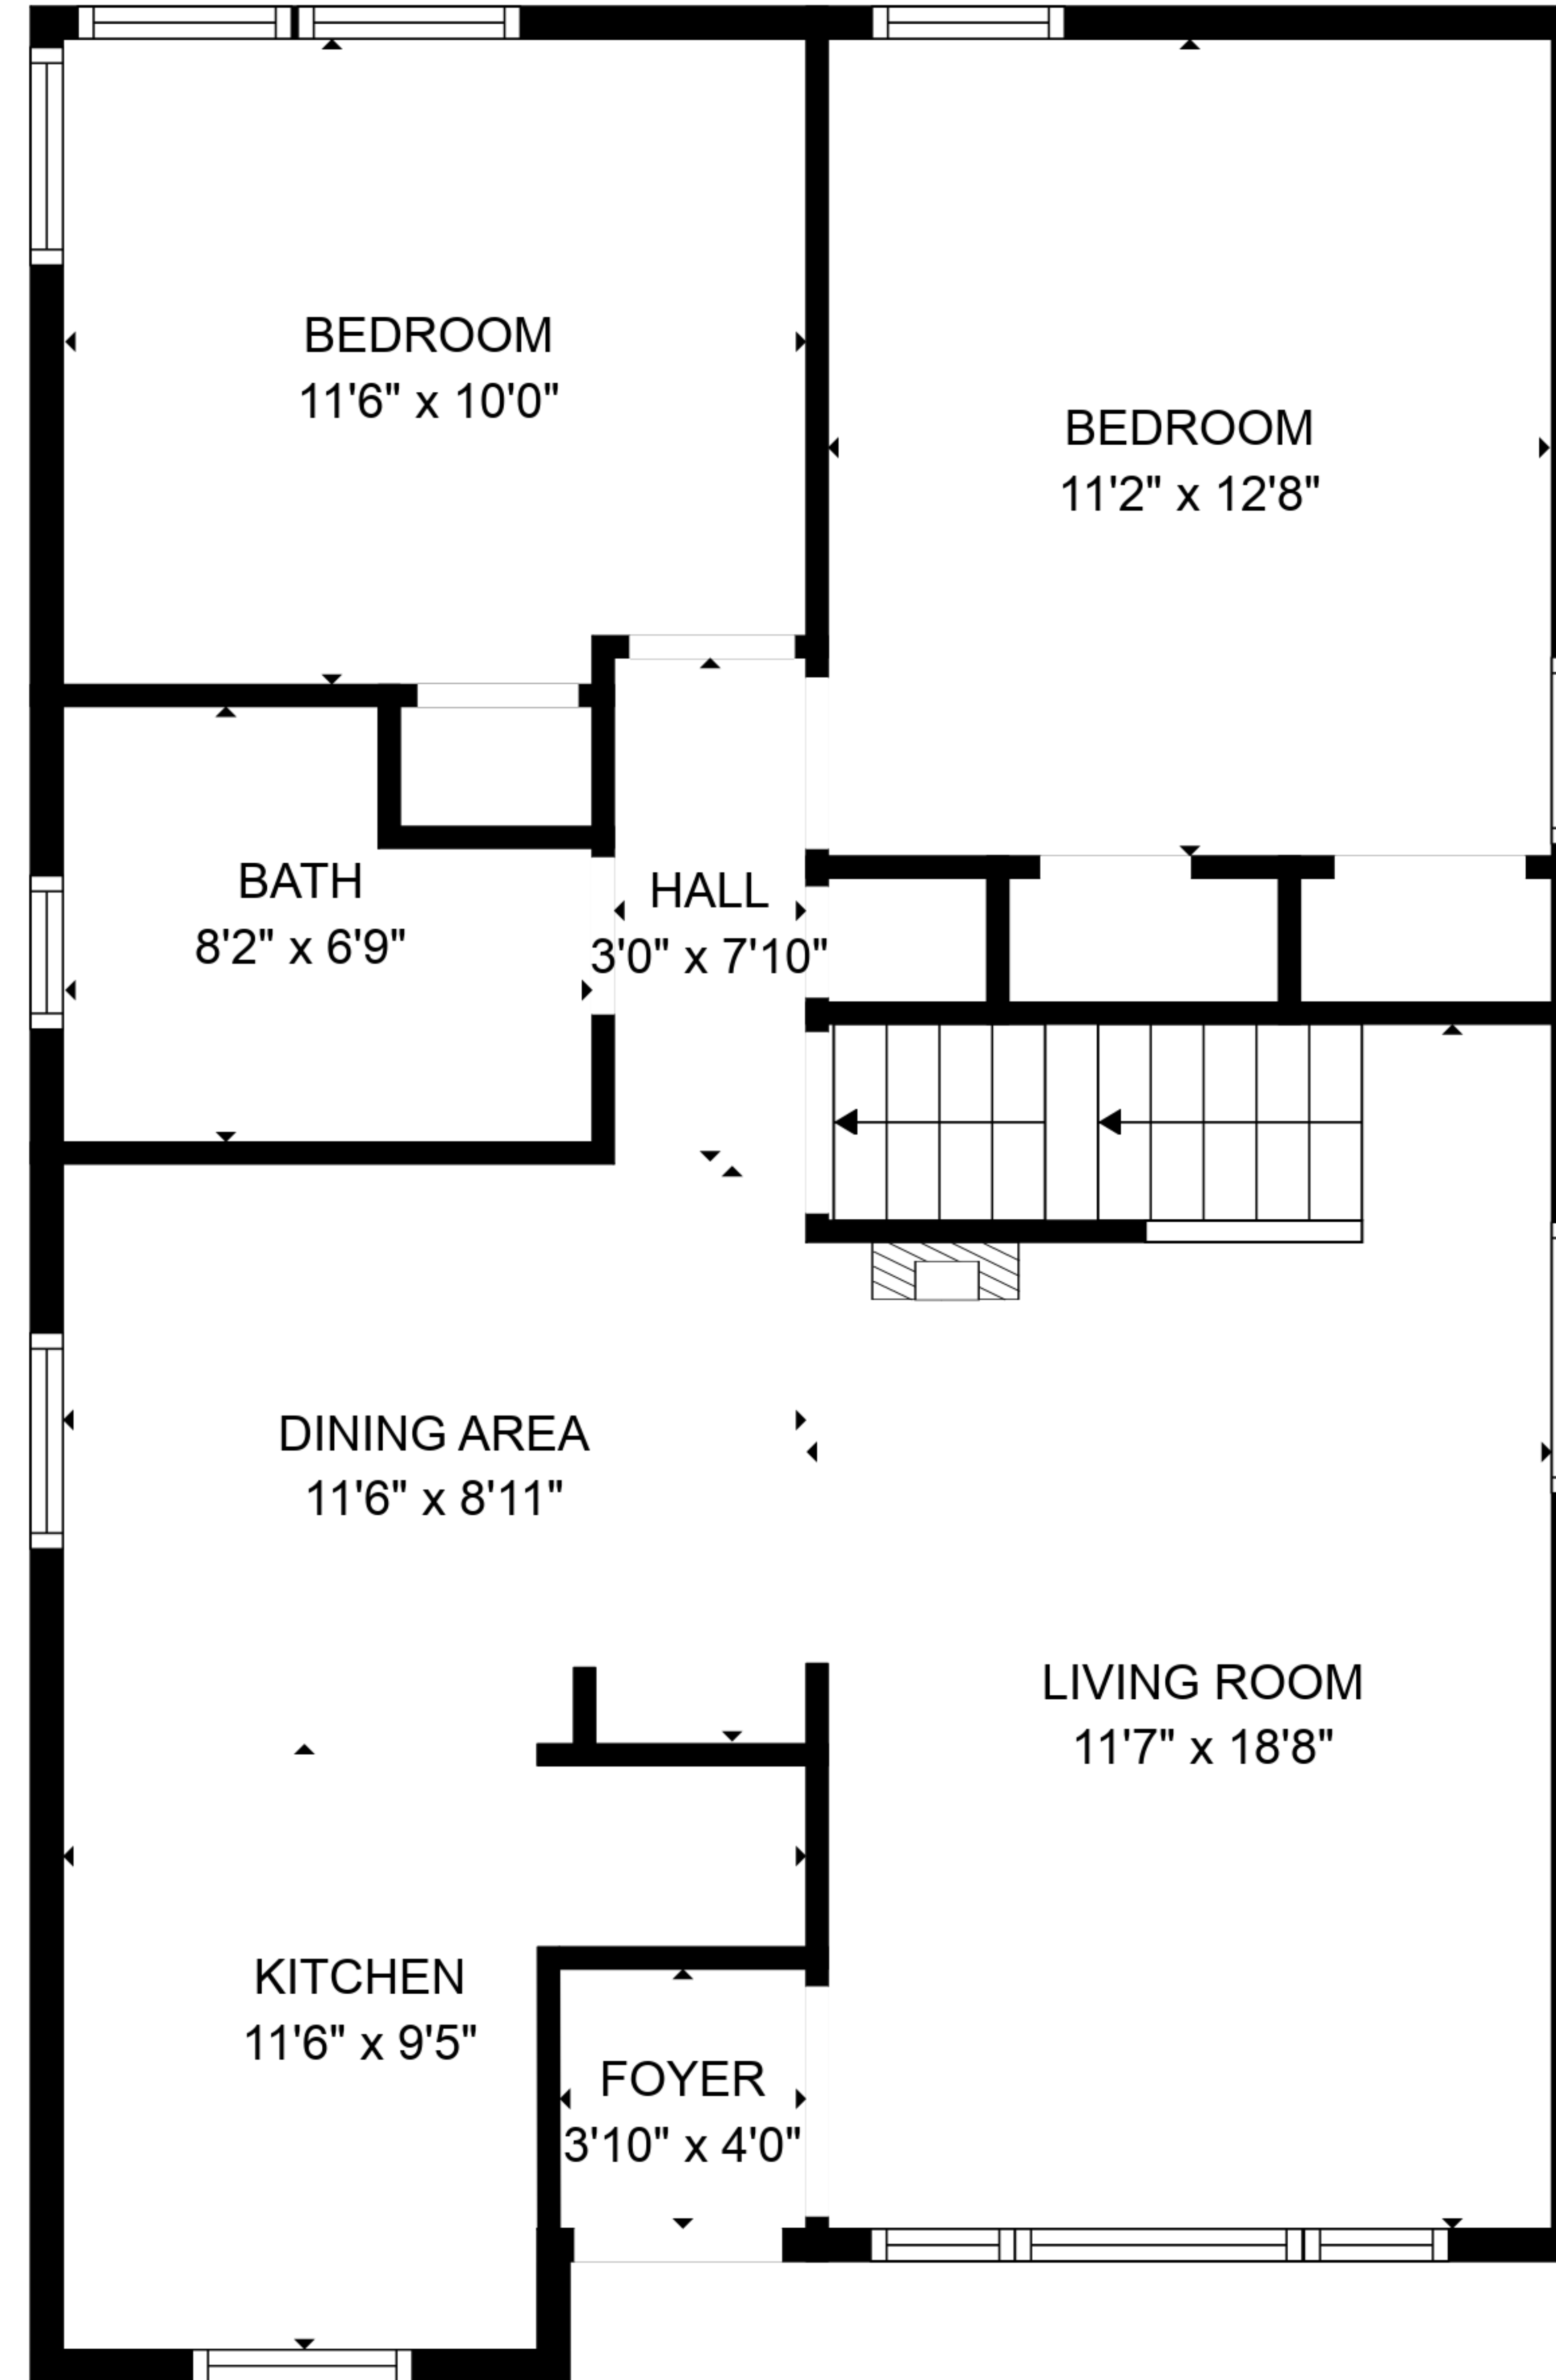 BEDROOM
11'6" x 10'0"
BEDROOM
11'2" x 12'8"
BATH
8'2" x 6'9"
HALL
3'0" x 7'10"
DINING AREA
11'6" x 8'11"
LIVING ROOM
11'7" x 18'8"
KITCHEN
11'6" x 9'5"
FOYER
3'10" x 4'0"